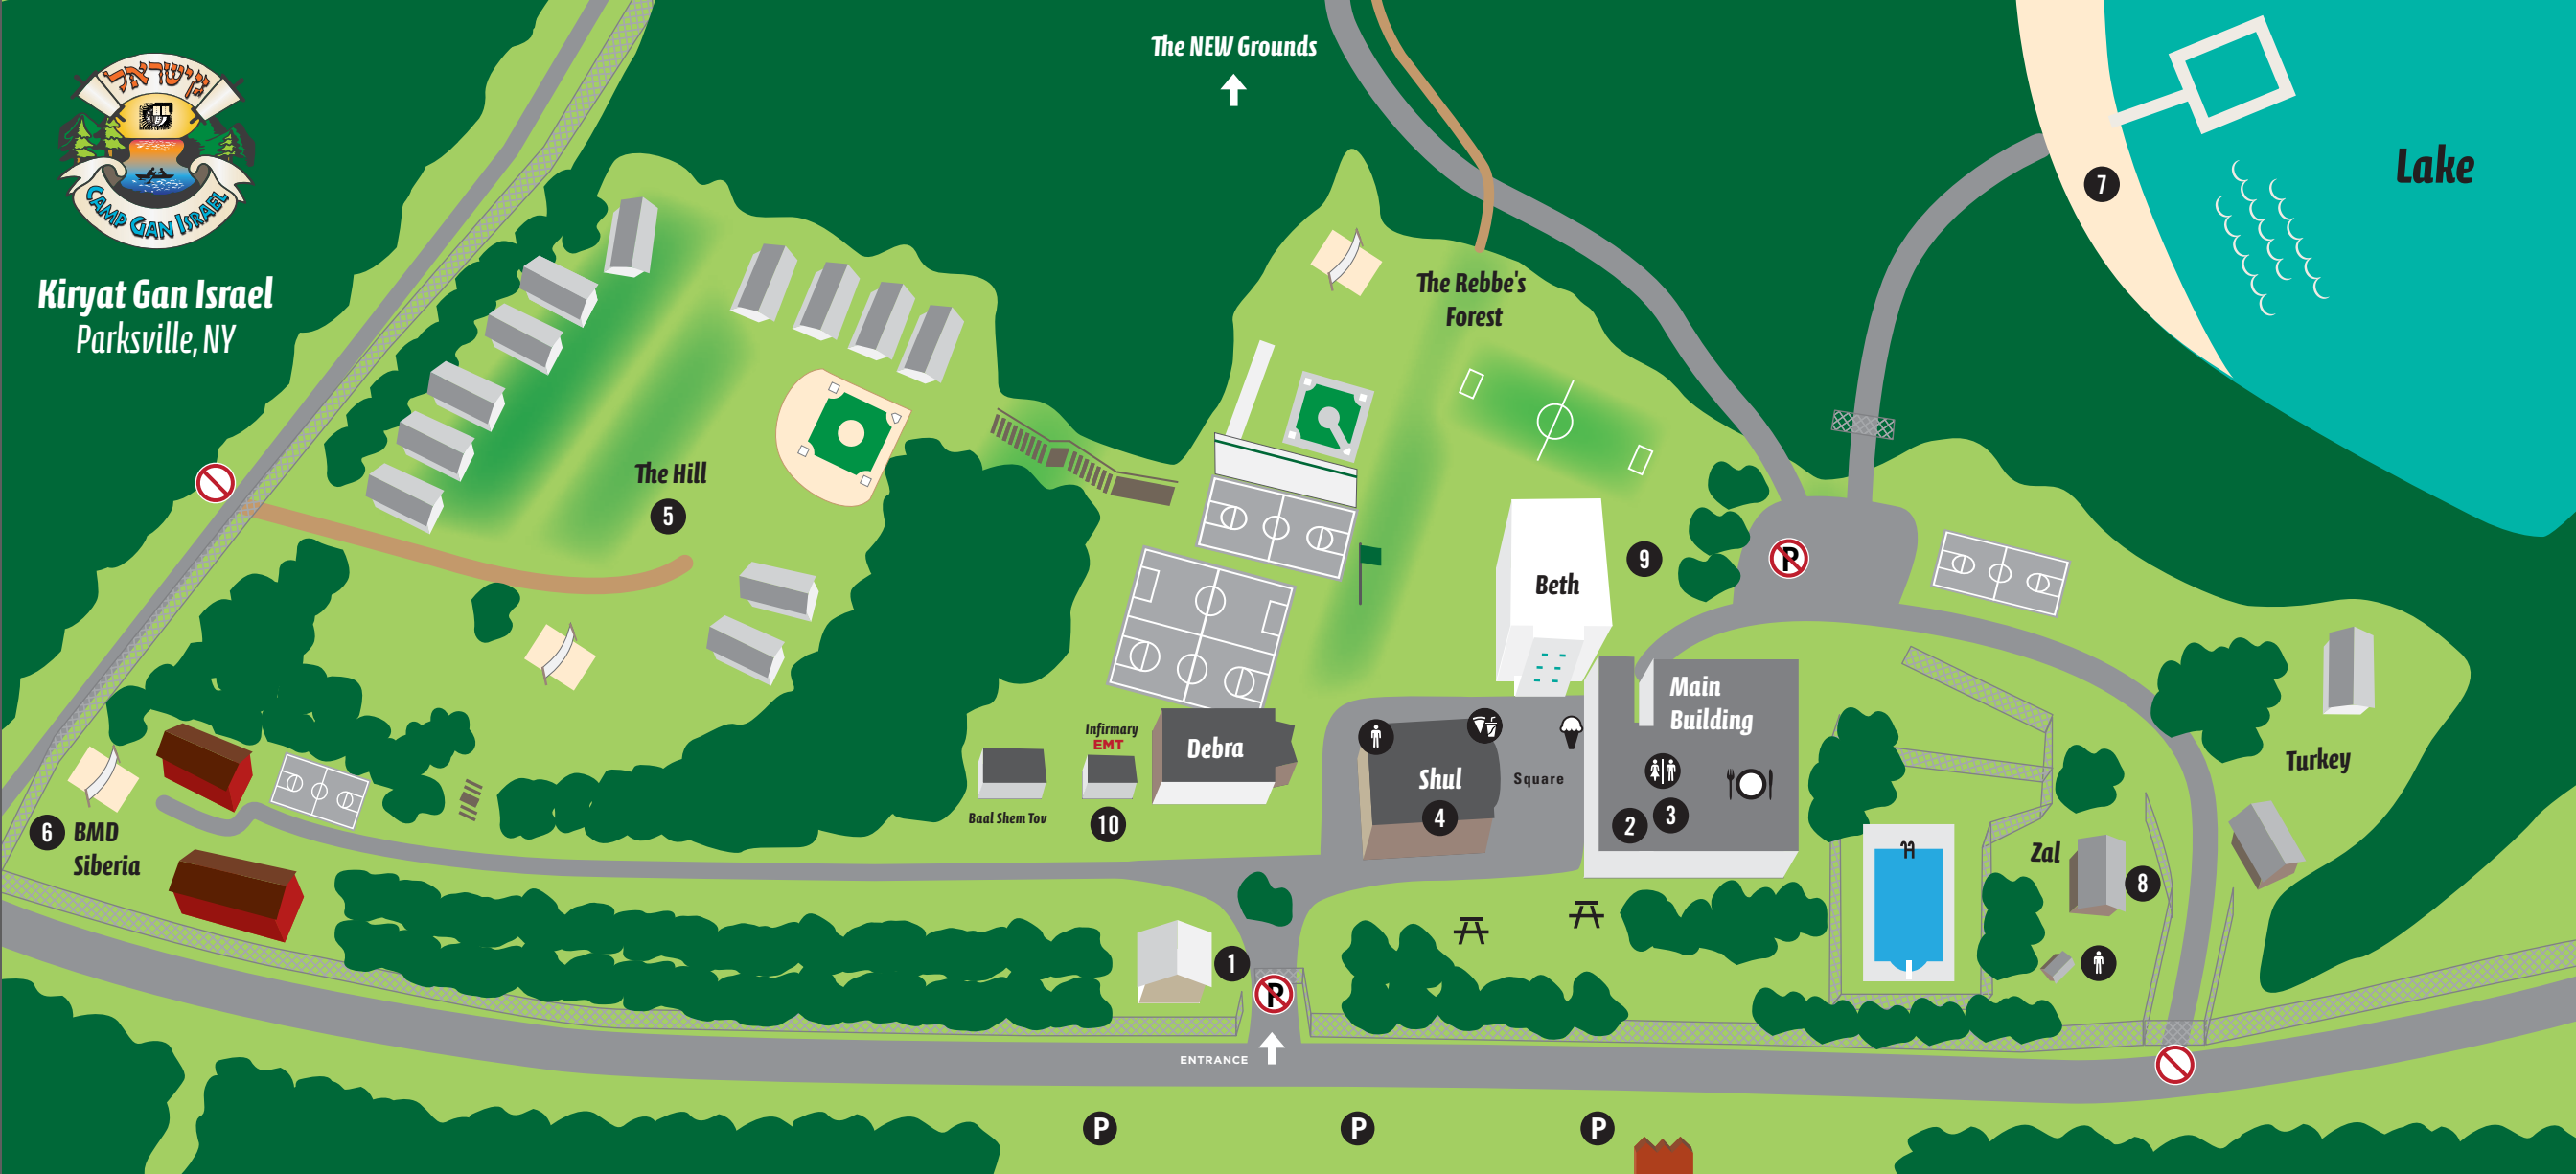 גן ישראל
CAMP GAN ISRAEL
Kiryat Gan Israel
Parksville, NY
The NEW Grounds
Lake
7
The Rebbe's
Forest
The Hill
5
Beth
9
P
Main
Building
Infirmary
EMT
Debra
Shul
Square
4
2
3
Baal Shem Tov
10
Turkey
Zal
8
6
BMD
Siberia
1
P
ENTRANCE
P
P
P